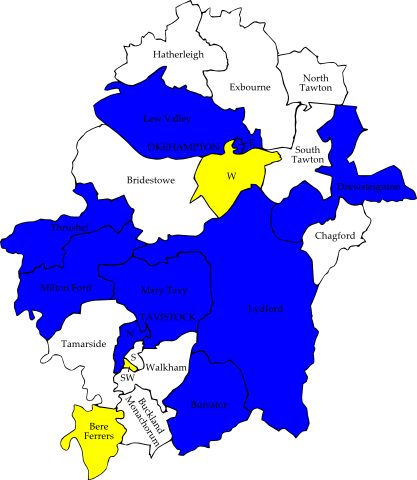 Hatherleigh
Exbourne
North
Tawton
Lew Valley
OKEHAMPTON
E
South
Tawton
Bridestowe
W
Drewsteignton
Thrushel
Chagford
Milton Ford
Mary Tavy
Lydford
TAVISTOCK
N
Tamarside
S
Walkham
SW
Burrator
Buckland
Monachorum
Bere
Ferrers